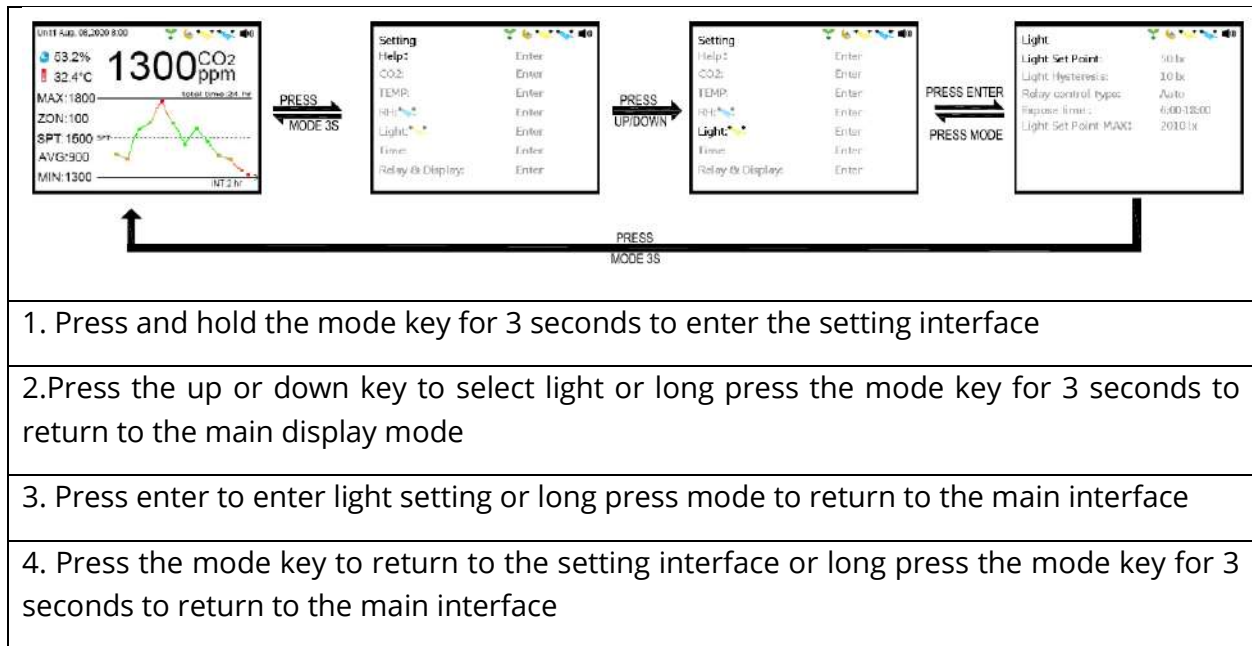 Until Aug. 08,2020 8:00
53.2%
32.4°C
1300 CO2 ppm
MAX:1800
total time:24 hr
ZON:100
SPT:1500
SPT
AVG:900
MIN:1300
INT:2 hr
PRESS
MODE 3S
Setting
Help:
Enter
CO2:
Enter
TEMP:
Enter
RH:
Enter
Light:
Enter
Time:
Enter
Relay & Display:
Enter
PRESS
UP/DOWN
Setting
Help:
Enter
CO2:
Enter
TEMP:
Enter
RH:
Enter
Light:
Enter
Time:
Enter
Relay & Display:
Enter
PRESS ENTER
PRESS MODE
Light
Light Set Point:
50 lx
Light Hysteresis:
10 lx
Relay control type:
Auto
Expose time:
6:00-18:00
Light Set Point MAX:
2010 lx
PRESS
MODE 3S
1. Press and hold the mode key for 3 seconds to enter the setting interface
2.Press the up or down key to select light or long press the mode key for 3 seconds to
return to the main display mode
3. Press enter to enter light setting or long press mode to return to the main interface
4. Press the mode key to return to the setting interface or long press the mode key for 3
seconds to return to the main interface